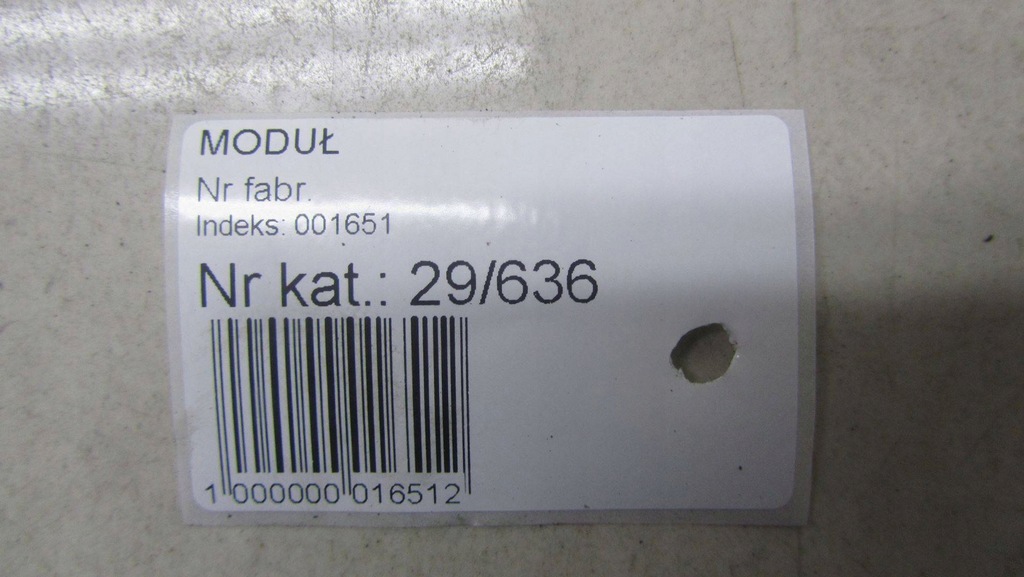 MODUŁ
Nr fabr.
Indeks: 001651
Nr kat.: 29/636
1 000000 016512